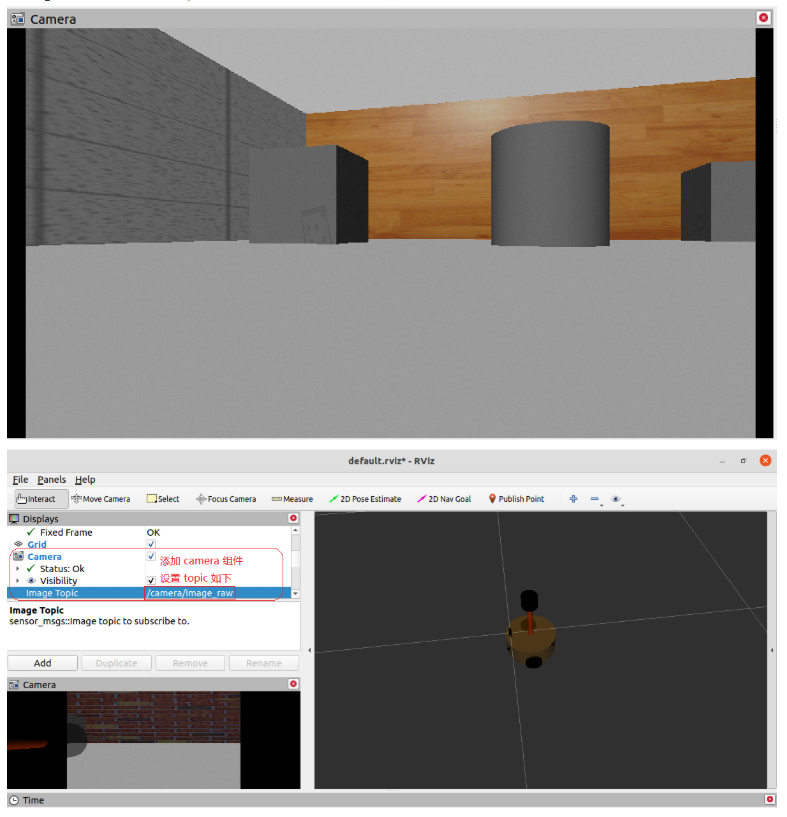 Camera
default.rviz* - RViz
File Panels Help
Interact Move Camera Select Focus Camera Measure 2D Pose Estimate 2D Nav Goal Publish Point
Displays
Fixed Frame OK
Grid
Camera 添加 camera 组件
Status: Ok
Visibility 设置 topic 如下
Image Topic /camera/image_raw
Image Topic
sensor_msgs::Image topic to subscribe to.
Add Duplicate Remove Rename
Camera
Time